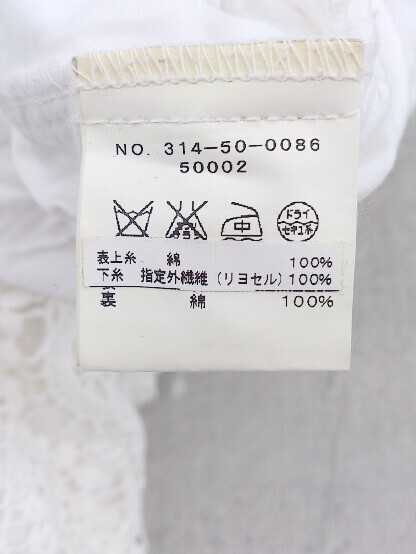 NO. 314-50-0086
50002
中
ドライ
セキユ系
表上糸 綿 100%
下糸 指定外繊維（リヨセル）100%
裏 綿 100%